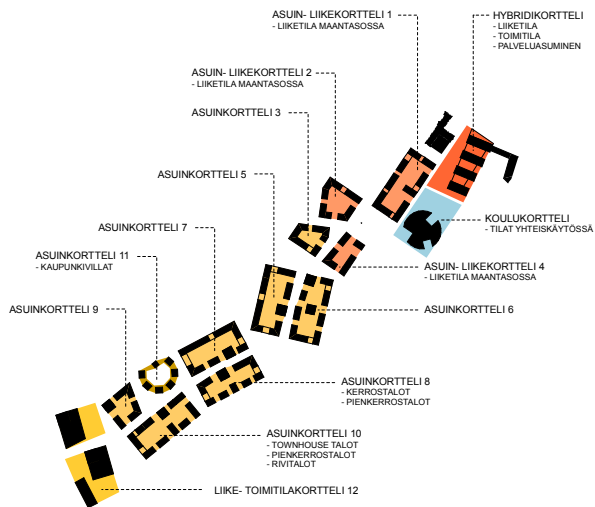 ASUIN- LIIKEKORTTELI 1
- LIIKETILA MAANTASOSSA
HYBRIDIKORTTELI
- LIIKETILA
- TOIMITILA
- PALVELUASUMINEN
ASUIN- LIIKEKORTTELI 2
- LIIKETILA MAANTASOSSA
ASUINKORTTELI 3
ASUINKORTTELI 5
KOULUKORTTELI
- TILAT YHTEISKÄYTÖSSÄ
ASUINKORTTELI 7
ASUINKORTTELI 11
- KAUPUNKIVILLAT
ASUIN- LIIKEKORTTELI 4
- LIIKETILA MAANTASOSSA
ASUINKORTTELI 9
ASUINKORTTELI 6
ASUINKORTTELI 8
- KERROSTALOT
- PIENKERROSTALOT
ASUINKORTTELI 10
- TOWNHOUSE TALOT
- PIENKERROSTALOT
- RIVITALOT
LIIKE- TOIMITILAKORTTELI 12